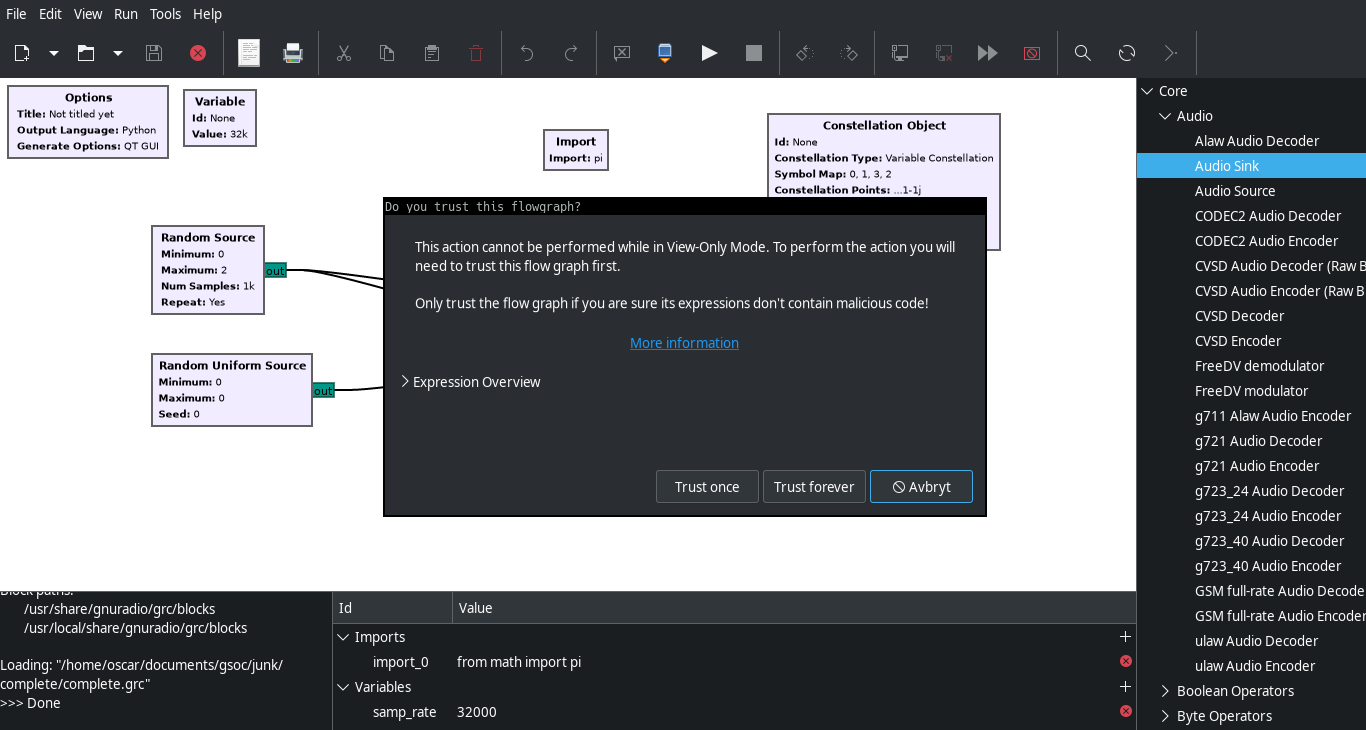 File Edit View Run Tools Help
Options
Title: Not titled yet
Output Language: Python
Generate Options: QT GUI
Variable
Id: None
Value: 32k
Import
Import: pi
Constellation Object
Id: None
Constellation Type: Variable Constellation
Symbol Map: 0, 1, 3, 2
Constellation Points: ...1-1j
Random Source
Minimum: 0
Maximum: 2
Num Samples: 1k
Repeat: Yes
out
Random Uniform Source
Minimum: 0
Maximum: 0
Seed: 0
out
Do you trust this flowgraph?
This action cannot be performed while in View-Only Mode. To perform the action you will
need to trust this flow graph first.
Only trust the flow graph if you are sure its expressions don't contain malicious code!
More information
Expression Overview
Trust once
Trust forever
Avbryt
Block paths:
/usr/share/gnuradio/grc/blocks
/usr/local/share/gnuradio/grc/blocks
Loading: "/home/oscar/documents/gsoc/junk/
complete/complete.grc"
>>> Done
Id Value
Imports
import_0 from math import pi
Variables
samp_rate 32000
Core
Audio
Alaw Audio Decoder
Audio Sink
Audio Source
CODEC2 Audio Decoder
CODEC2 Audio Encoder
CVSD Audio Decoder (Raw B
CVSD Audio Encoder (Raw B
CVSD Decoder
CVSD Encoder
FreeDV demodulator
FreeDV modulator
g711 Alaw Audio Encoder
g721 Audio Decoder
g721 Audio Encoder
g723_24 Audio Decoder
g723_24 Audio Encoder
g723_40 Audio Decoder
g723_40 Audio Encoder
GSM full-rate Audio Decode
GSM full-rate Audio Encoder
ulaw Audio Decoder
ulaw Audio Encoder
Boolean Operators
Byte Operators